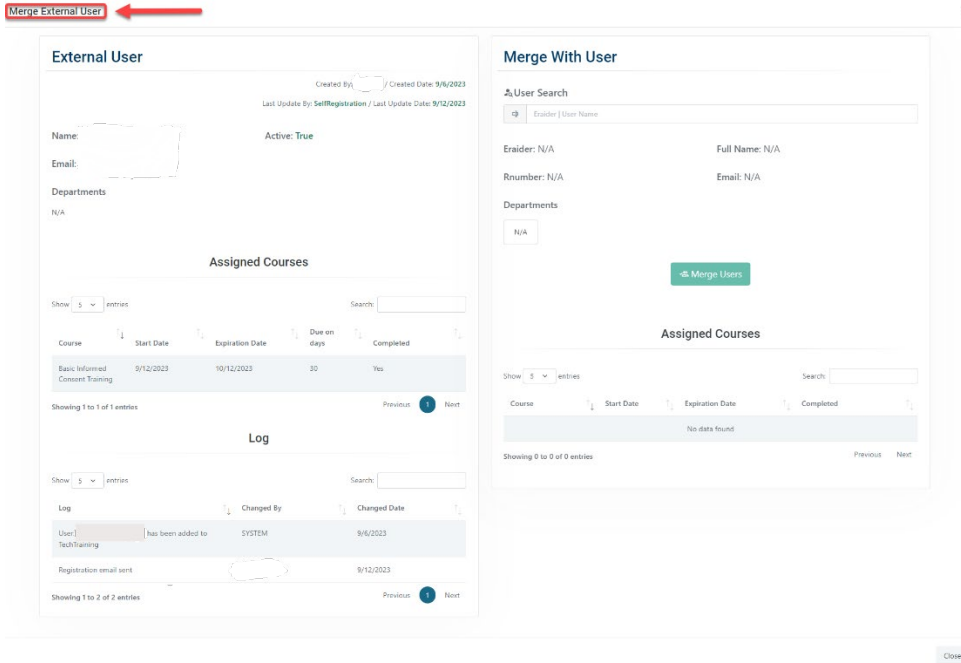 Merge External User
External User
Created By: / Created Date: 9/6/2023
Last Update By: SelfRegistration / Last Update Date: 9/12/2023
Name:
Active: True
Email:
Departments
N/A
Assigned Courses
Show 5 entries
Search:
Course Start Date Expiration Date Due on days Completed
Basic Informed Consent Training 9/12/2023 10/12/2023 30 Yes
Showing 1 to 1 of 1 entries
Previous 1 Next
Log
Show 5 entries
Search:
Log Changed By Changed Date
User: has been added to TechTraining SYSTEM 9/6/2023
Registration email sent 9/12/2023
Showing 1 to 2 of 2 entries
Previous 1 Next
Merge With User
User Search
Eraider | User Name
Eraider: N/A Full Name: N/A
Rnumber: N/A Email: N/A
Departments
N/A
Merge Users
Assigned Courses
Show 5 entries
Search:
Course Start Date Expiration Date Completed
No data found
Showing 0 to 0 of 0 entries
Previous Next
Close